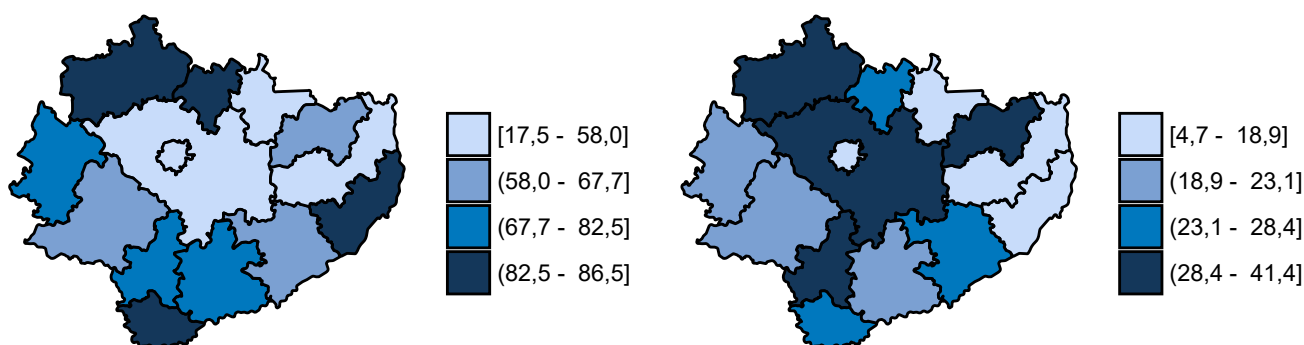 [17,5 - 58,0]
(58,0 - 67,7]
(67,7 - 82,5]
(82,5 - 86,5]
[4,7 - 18,9]
(18,9 - 23,1]
(23,1 - 28,4]
(28,4 - 41,4]